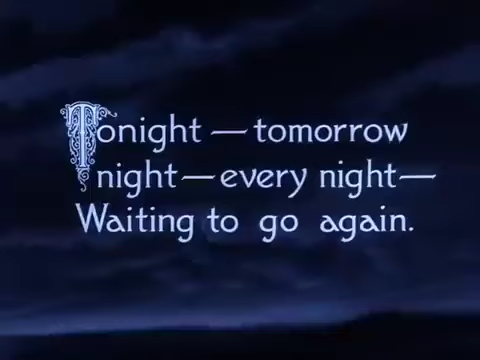 Tonight — tomorrow
night — every night —
Waiting to go again.